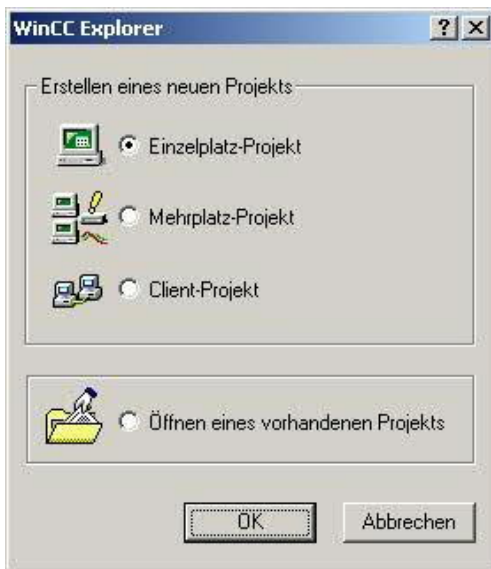 WinCC Explorer
Erstellen eines neuen Projekts
Einzelplatz-Projekt
Mehrplatz-Projekt
Client-Projekt
Öffnen eines vorhandenen Projekts
OK Abbrechen